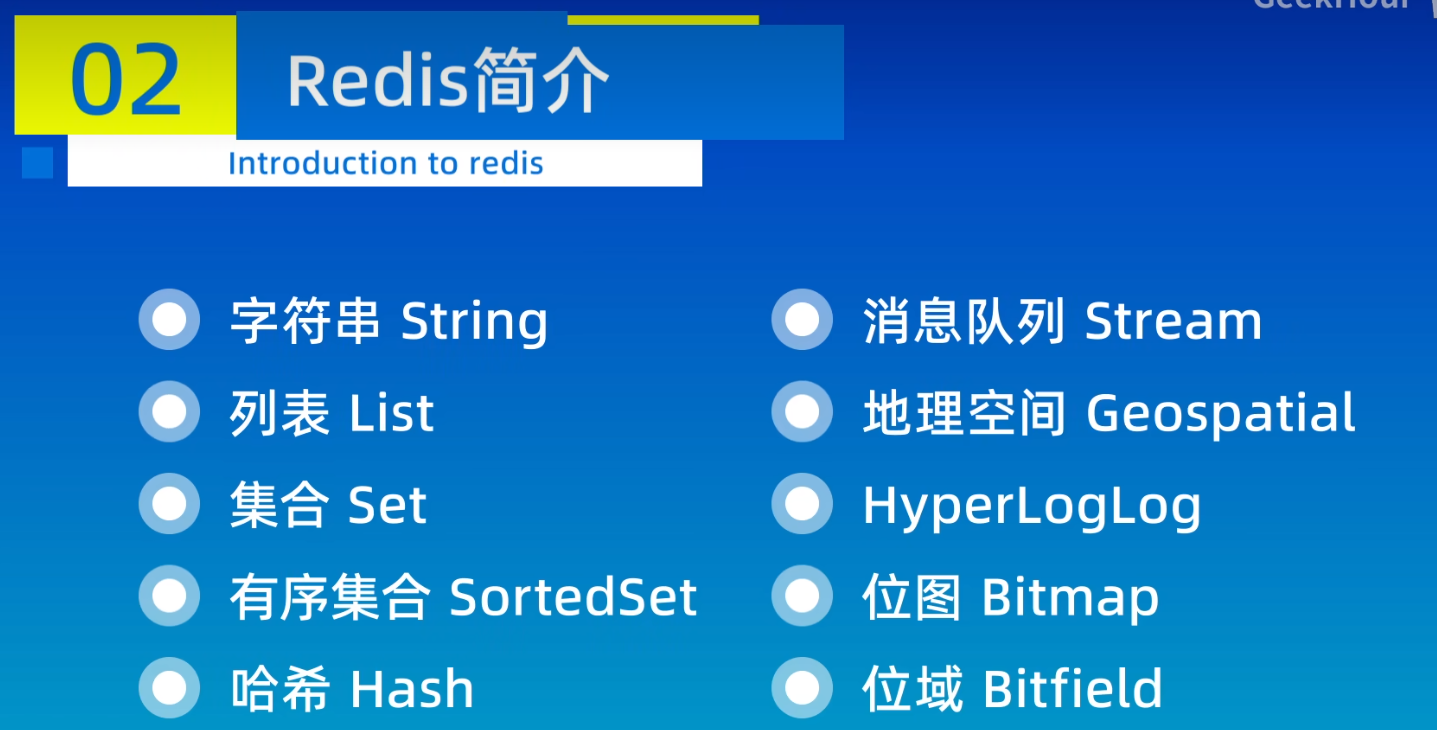 GeekHour
02
Redis简介
Introduction to redis
字符串 String
列表 List
集合 Set
有序集合 SortedSet
哈希 Hash
消息队列 Stream
地理空间 Geospatial
HyperLogLog
位图 Bitmap
位域 Bitfield